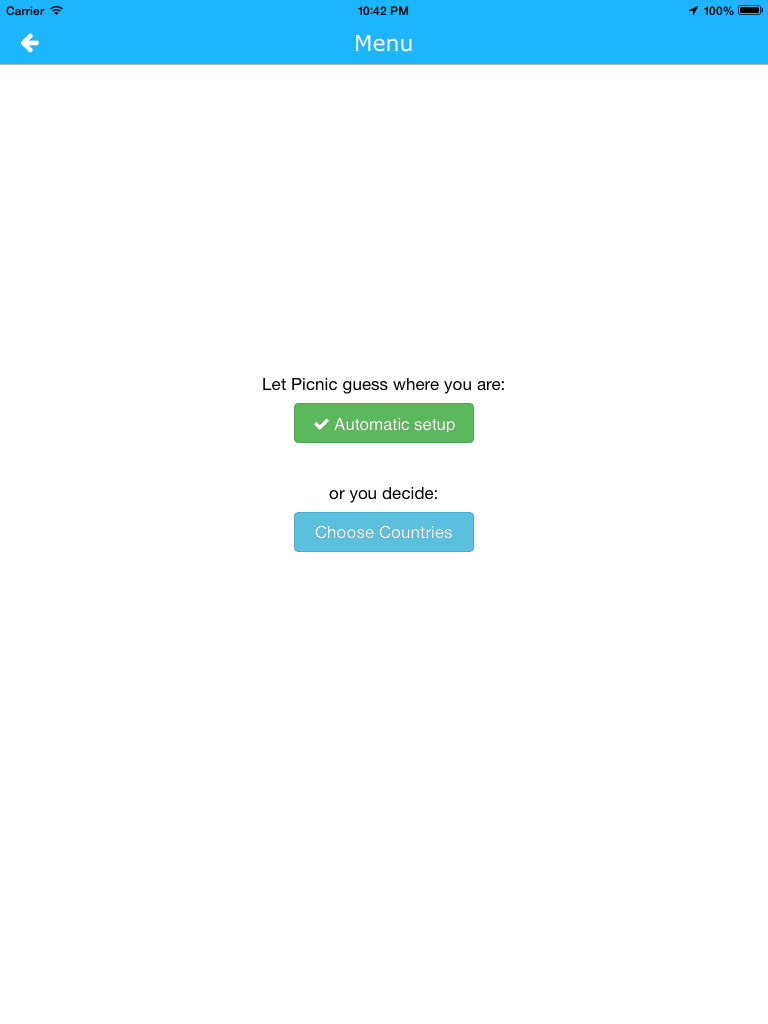 Carrier 10:42 PM 100%
Menu
Let Picnic guess where you are:
Automatic setup
or you decide:
Choose Countries